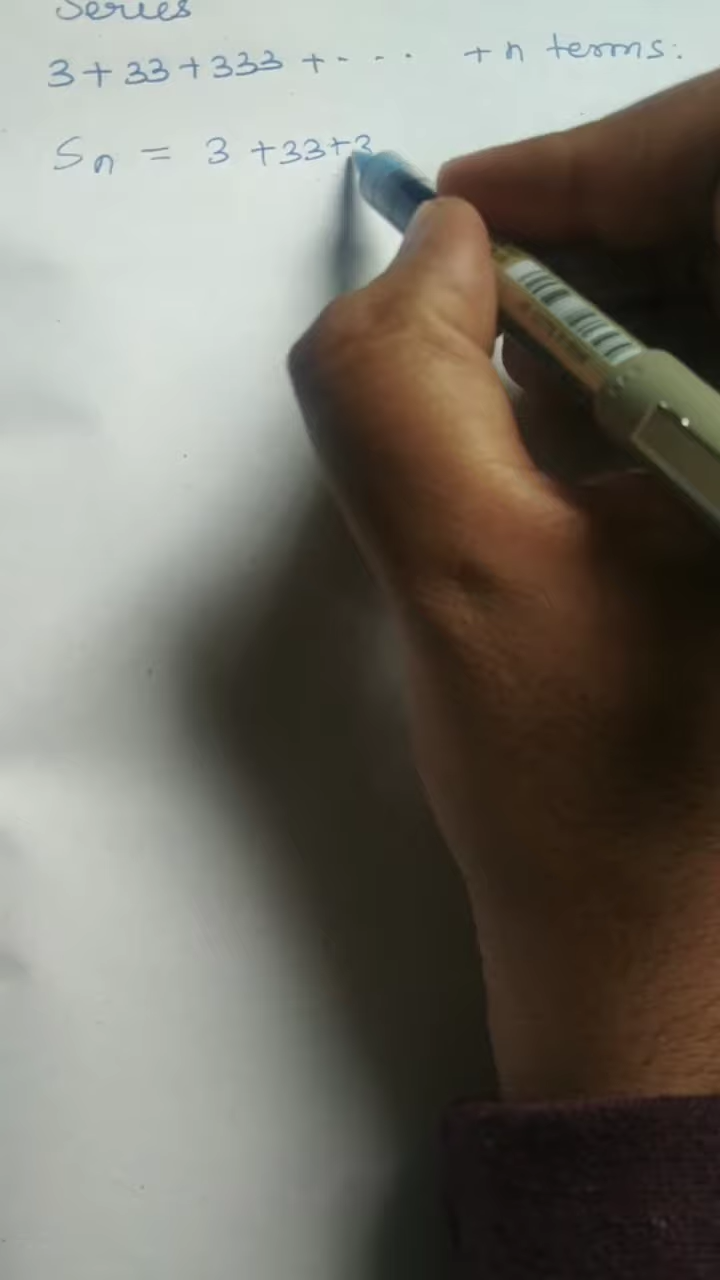 Series
3 + 33 + 333 + - - - - + n terms.
Sn = 3 + 33 + 3